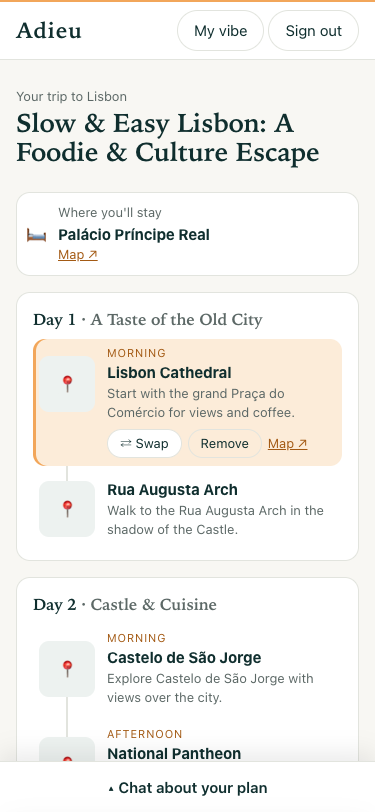 Adieu
My vibe
Sign out
Your trip to Lisbon
Slow & Easy Lisbon: A
Foodie & Culture Escape
Where you'll stay
Palácio Príncipe Real
Map ↗
Day 1 · A Taste of the Old City
MORNING
Lisbon Cathedral
Start with the grand Praça do
Comércio for views and coffee.
⇄ Swap
Remove
Map ↗
Rua Augusta Arch
Walk to the Rua Augusta Arch in the
shadow of the Castle.
Day 2 · Castle & Cuisine
MORNING
Castelo de São Jorge
Explore Castelo de São Jorge with
views over the city.
AFTERNOON
National Pantheon
▴ Chat about your plan